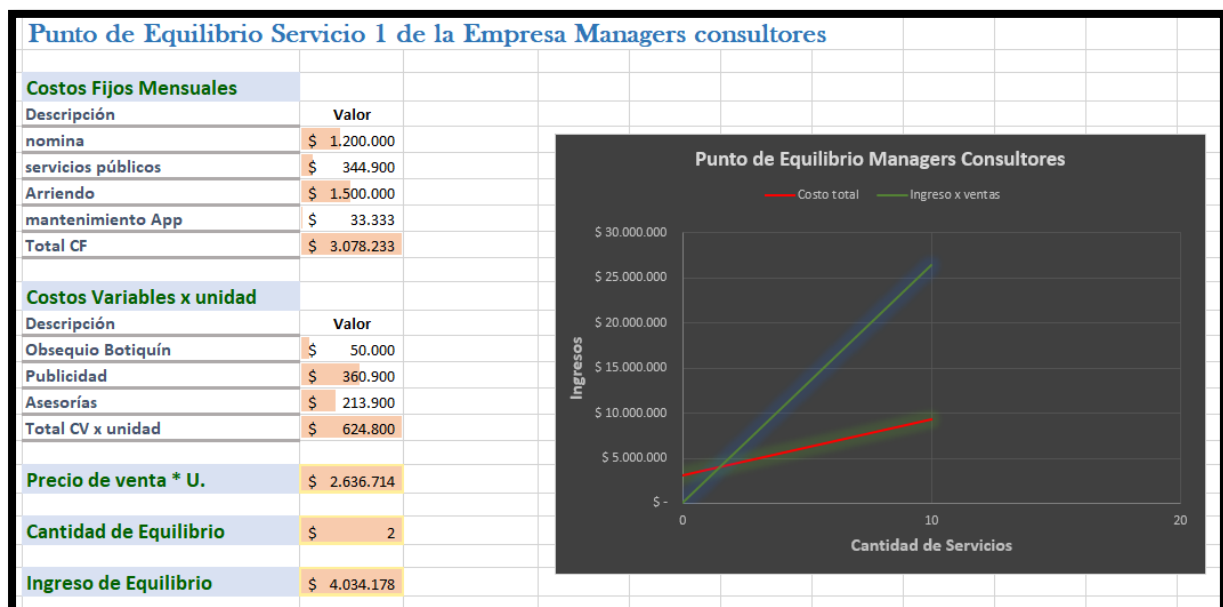 Punto de Equilibrio Servicio 1 de la Empresa Managers consultores
Costos Fijos Mensuales
Descripción Valor
nomina $ 1.200.000
servicios públicos $ 344.900
Arriendo $ 1.500.000
mantenimiento App $ 33.333
Total CF $ 3.078.233
Costos Variables x unidad
Descripción Valor
Obsequio Botiquín $ 50.000
Publicidad $ 360.900
Asesorías $ 213.900
Total CV x unidad $ 624.800
Precio de venta * U. $ 2.636.714
Cantidad de Equilibrio $ 2
Ingreso de Equilibrio $ 4.034.178
Punto de Equilibrio Managers Consultores
Costo total Ingreso x ventas
Ingresos
$ 30.000.000
$ 25.000.000
$ 20.000.000
$ 15.000.000
$ 10.000.000
$ 5.000.000
$ -
0 10 20
Cantidad de Servicios